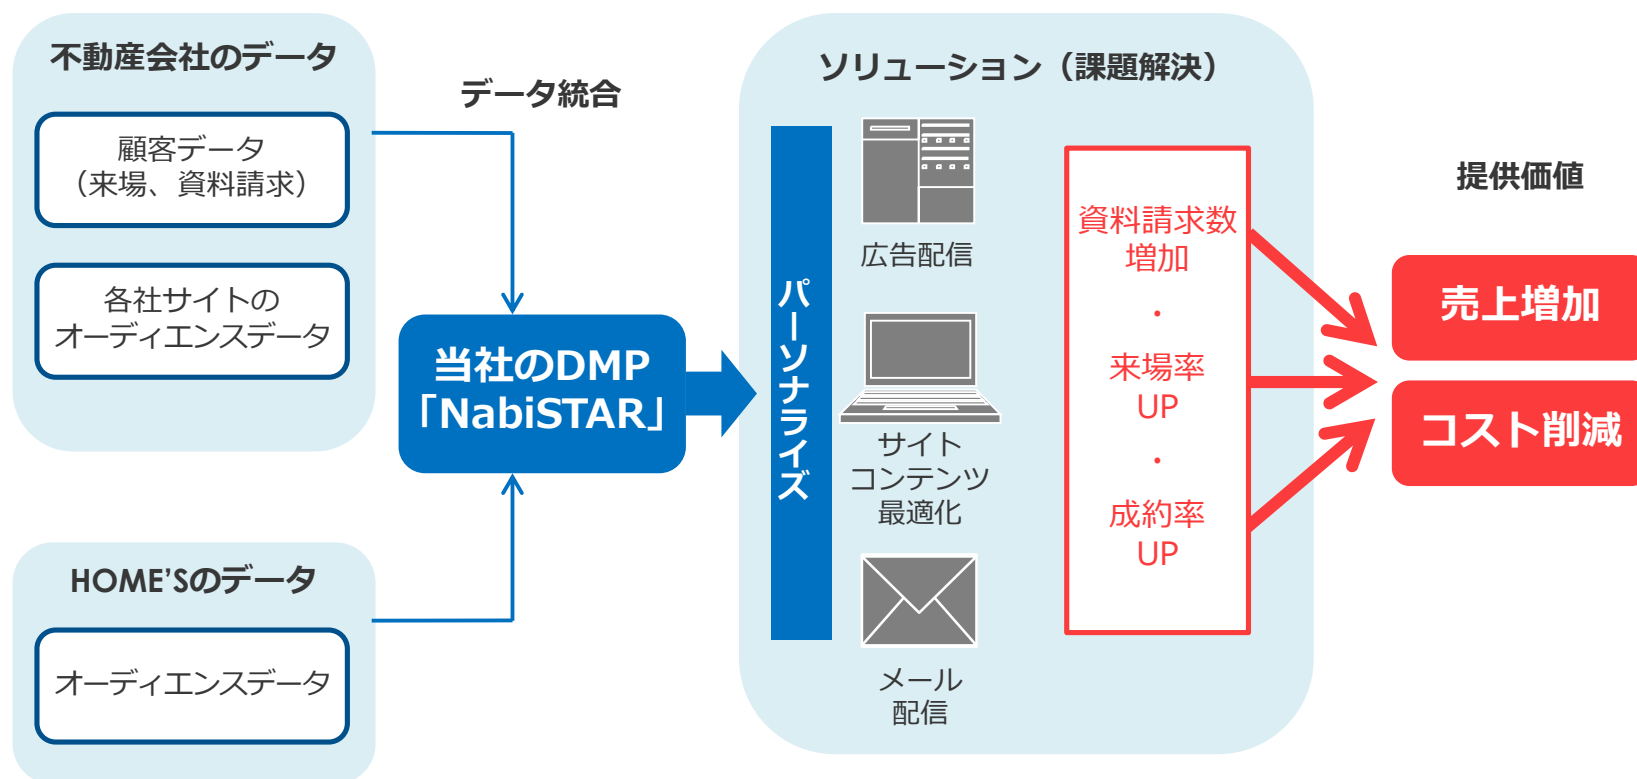 不動産会社のデータ
顧客データ
（来場、資料請求）
各社サイトの
オーディエンスデータ
HOME’Sのデータ
オーディエンスデータ
データ統合
当社のDMP
「NabiSTAR」
ソリューション（課題解決）
パーソナライズ
広告配信
サイト
コンテンツ
最適化
メール
配信
資料請求数
増加
・
来場率
UP
・
成約率
UP
提供価値
売上増加
コスト削減